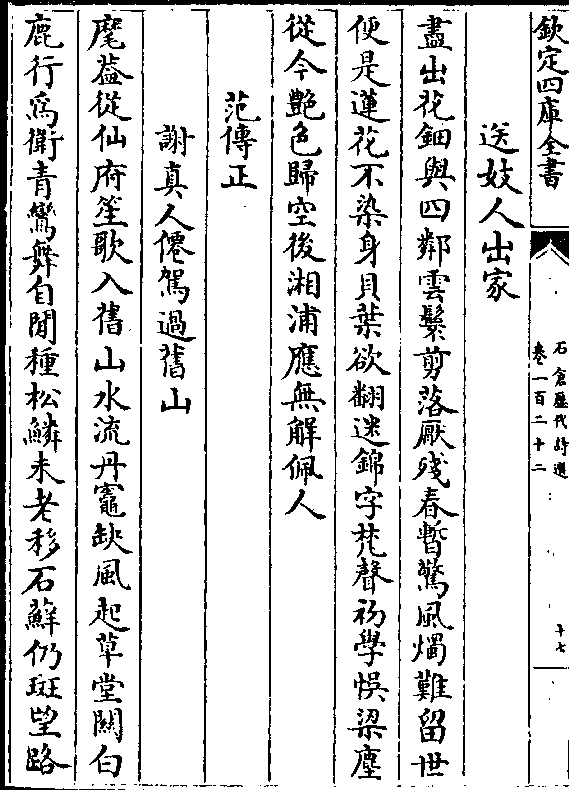 欽定四庫全書
石倉歷代詩選
卷一百二十二
十七
送妓人出家
盡出花鈿與四鄰雲鬟剪落厭殘春暫驚風燭難留世
便是蓮花不染身貝葉欲翻迷錦字梵聲初學悞梁塵
從今艶色歸空後湘浦應無解佩人
范傳正
謝真人僊駕過舊山
麾葢從仙府笙歌入舊山水流丹竈缺風起草堂關白
鹿行爲衛青鸞舞自閒種松鱗未老移石蘚仍斑望路